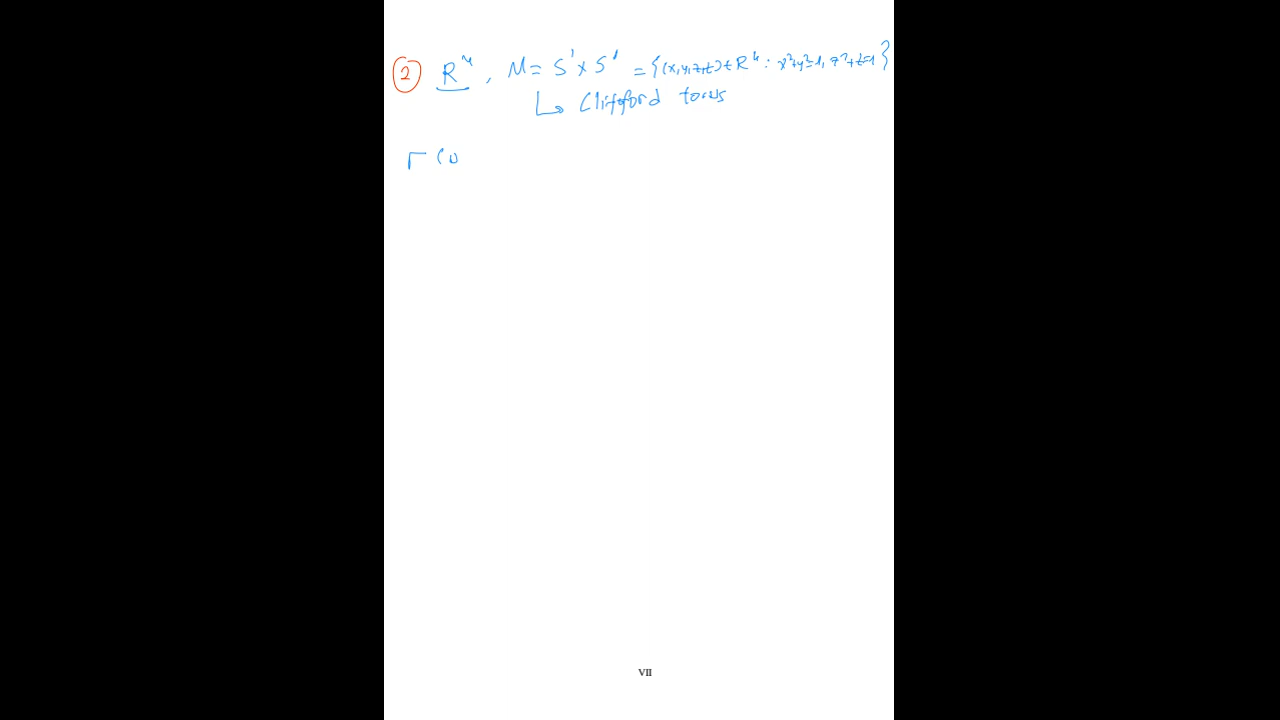 ② R⁴, M = S¹ × S¹ = {(x,y,z,t) ∈ R⁴ : x²+y²=1, z²+t²=1}
↳ Clifford torus
Γ (u
VII